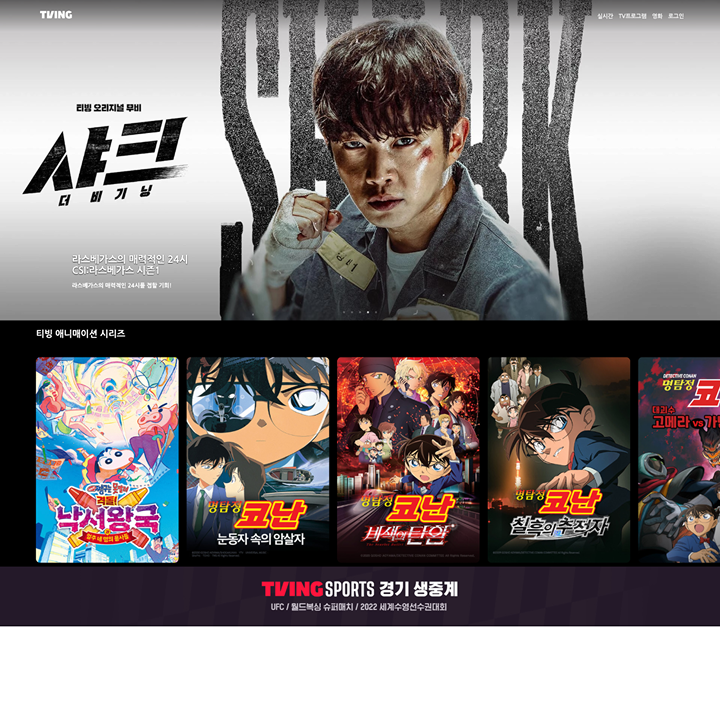 TVING
실시간 TV프로그램 영화 로그인
SHARK
티빙 오리지널 무비
샤크
더 비 기 닝
라스베가스의 매력적인 24시
CSI:라스베가스 시즌1
라스베가스의 매력적인 24시를 접할 기회!
티빙 애니메이션 시리즈
격돌!
낙서왕국
명탐정
코난
눈동자 속의 암살자
명탐정
코난
비색의 탄환
명탐정
코난
칠흑의 추적자
DETECTIVE CONAN
명탐정
코
대괴수
고메라 vs 가
TVING SPORTS 경기 생중계
UFC / 월드복싱 슈퍼매치 / 2022 세계수영선수권대회